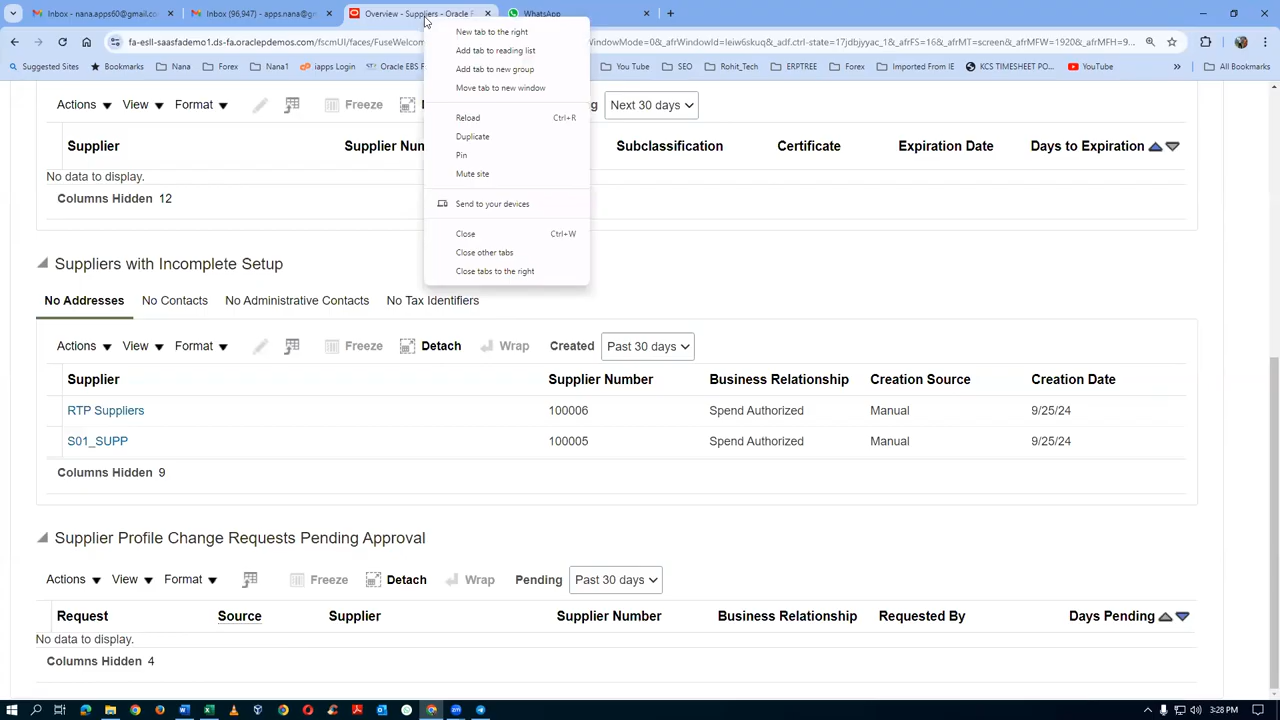 Inbox - nana.apps60@gmail.com
Inbox (96,947) - apps.nana@gm
Overview - Suppliers - Oracle F
WhatsApp
fa-esll-saasfademo1.ds-fa.oraclepdemos.com/fscmUI/faces/FuseWelcom
WindowMode=0&_afrWindowId=leiw6skuq&_adf.ctrl-state=17jdbjyyac_1&_afrFS=16&_afrMT=screen&_afrMFW=1920&_afrMFH=9...
Suggested Sites
Bookmarks
Nana
Forex
Nana1
iapps Login
Oracle EBS F
You Tube
SEO
Rohit_Tech
ERPTREE
Forex
Imported From IE
KCS TIMESHEET PO...
YouTube
All Bookmarks
New tab to the right
Add tab to reading list
Add tab to new group
Move tab to new window
Reload Ctrl+R
Duplicate
Pin
Mute site
Send to your devices
Close Ctrl+W
Close other tabs
Close tabs to the right
Actions View Format Freeze g Next 30 days
Supplier Supplier Num Subclassification Certificate Expiration Date Days to Expiration
No data to display.
Columns Hidden 12
Suppliers with Incomplete Setup
No Addresses No Contacts No Administrative Contacts No Tax Identifiers
Actions View Format Freeze Detach Wrap Created Past 30 days
Supplier Supplier Number Business Relationship Creation Source Creation Date
RTP Suppliers 100006 Spend Authorized Manual 9/25/24
S01_SUPP 100005 Spend Authorized Manual 9/25/24
Columns Hidden 9
Supplier Profile Change Requests Pending Approval
Actions View Format Freeze Detach Wrap Pending Past 30 days
Request Source Supplier Supplier Number Business Relationship Requested By Days Pending
No data to display.
Columns Hidden 4
3:28 PM